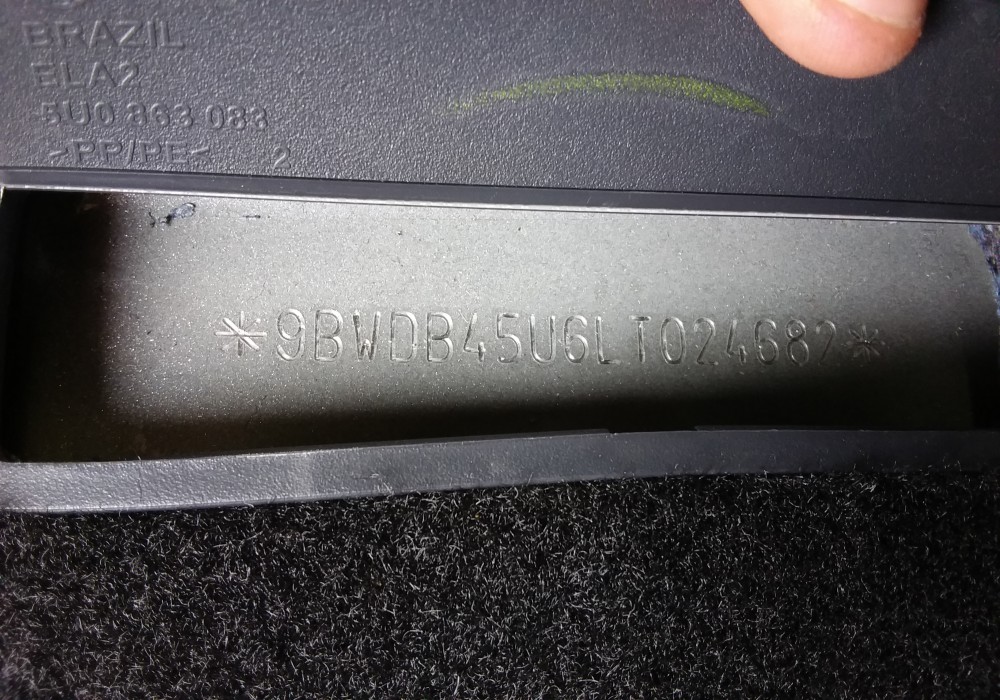 BRAZIL
ELA2
5U0 863 083
>PP/PE< 2
*9BWDB45U6LT024682*